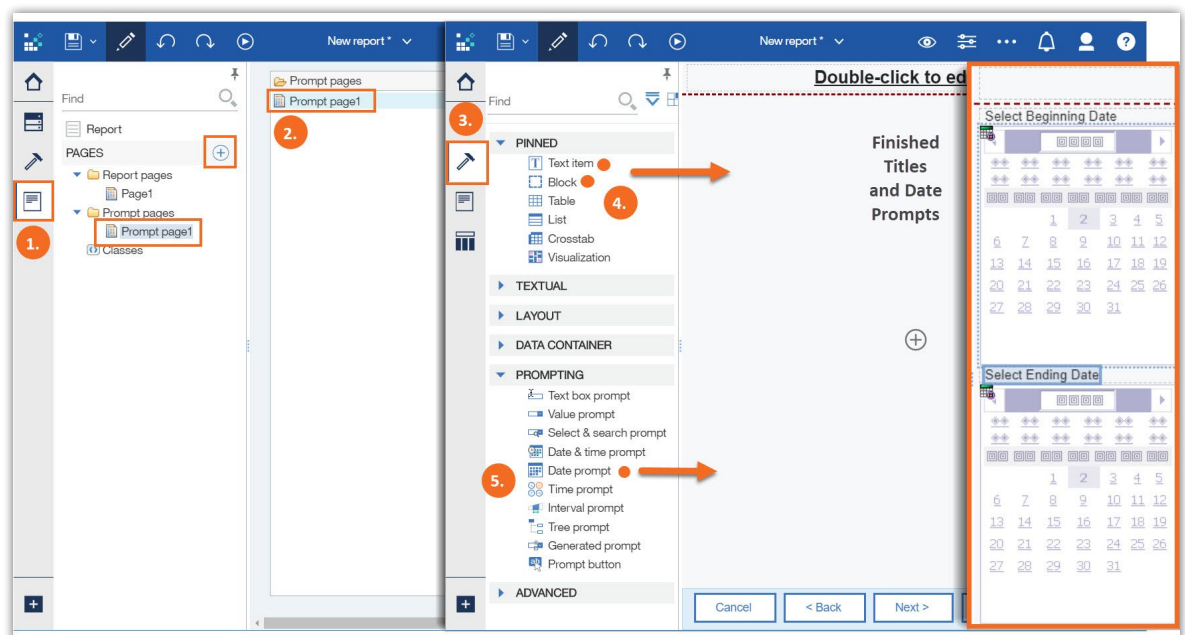 New report *
Find
Report
PAGES
Report pages
Page1
Prompt pages
Prompt page1
Classes
1.
Prompt pages
Prompt page1
2.
New report *
?
Find
3.
PINNED
Text item
Block
Table
List
Crosstab
Visualization
4.
TEXTUAL
LAYOUT
DATA CONTAINER
PROMPTING
Text box prompt
Value prompt
Select & search prompt
Date & time prompt
Date prompt
Time prompt
Interval prompt
Tree prompt
Generated prompt
Prompt button
5.
ADVANCED
Double-click to ed
Finished
Titles
and Date
Prompts
Cancel
< Back
Next >
Select Beginning Date
1 2 3 4 5
6 7 8 9 10 11 12
13 14 15 16 17 18 19
20 21 22 23 24 25 26
27 28 29 30 31
Select Ending Date
1 2 3 4 5
6 7 8 9 10 11 12
13 14 15 16 17 18 19
20 21 22 23 24 25 26
27 28 29 30 31